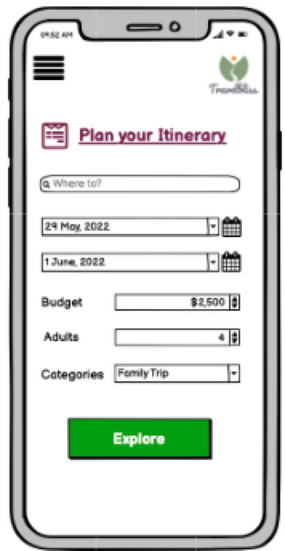 09:52 AM
Travelbliss
Plan your Itinerary
Where to?
29 May, 2022
1 June, 2022
Budget $2,500
Adults 4
Categories Family Trip
Explore